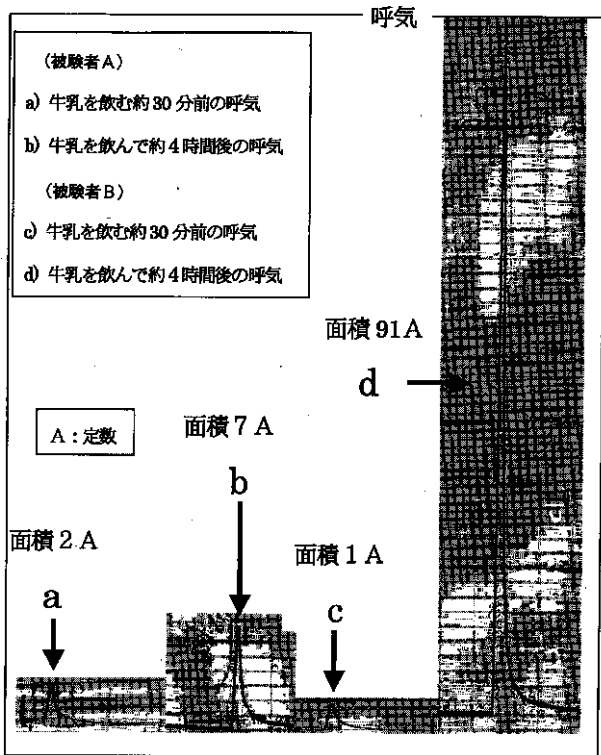 呼気
(被験者A)
a) 牛乳を飲む約30分前の呼気
b) 牛乳を飲んで約4時間後の呼気
(被験者B)
c) 牛乳を飲む約30分前の呼気
d) 牛乳を飲んで約4時間後の呼気
面積91A
d
A:定数
面積7A
b
面積2A
a
面積1A
c